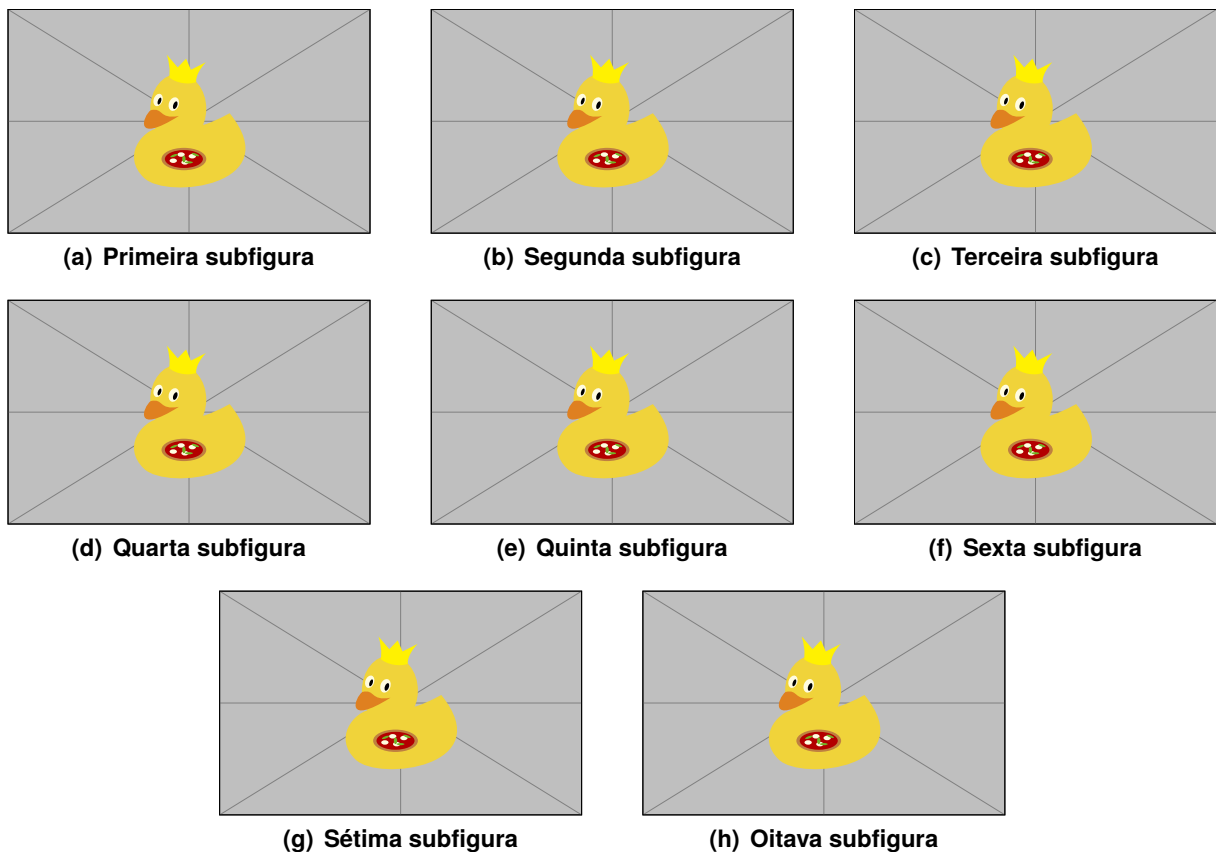 (a) Primeira subfigura
(b) Segunda subfigura
(c) Terceira subfigura
(d) Quarta subfigura
(e) Quinta subfigura
(f) Sexta subfigura
(g) Sétima subfigura
(h) Oitava subfigura